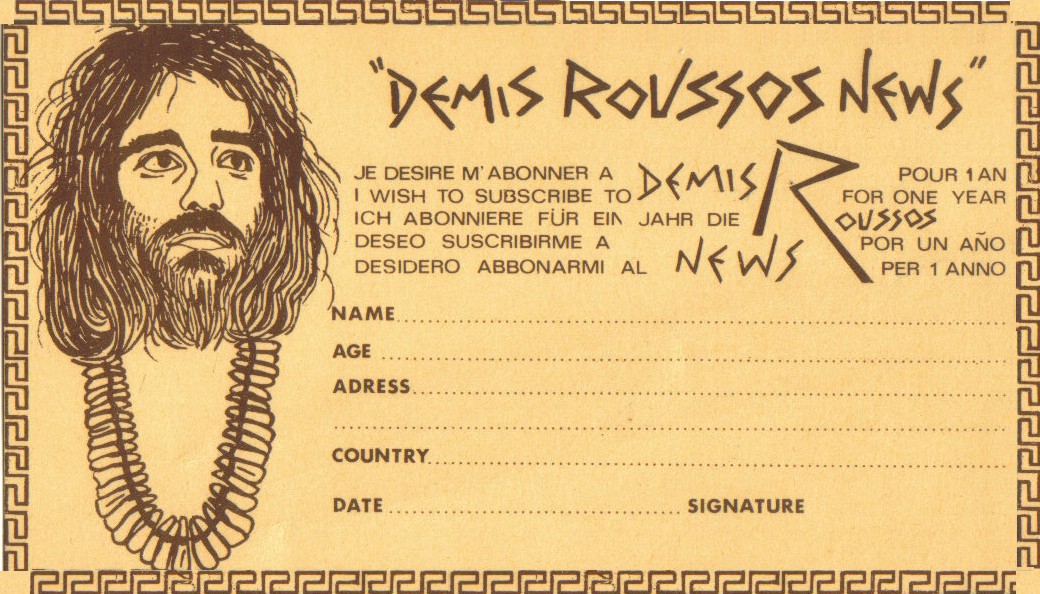 "DEMIS ROUSSOS NEWS"
JE DESIRE M'ABONNER A DEMIS ROUSSOS NEWS POUR 1 AN
I WISH TO SUBSCRIBE TO FOR ONE YEAR
ICH ABONNIERE FÜR EIN JAHR DIE
DESEO SUSCRIBIRME A POR UN AÑO
DESIDERO ABBONARMI AL PER 1 ANNO
NAME
AGE
ADRESS
COUNTRY
DATE SIGNATURE